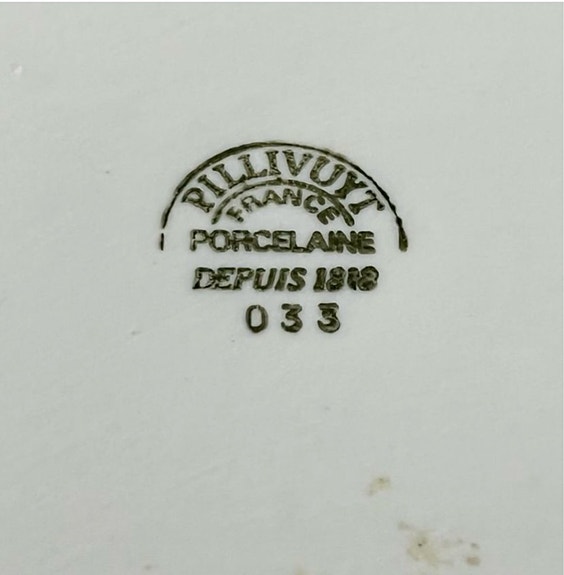 PILLIVUYT
FRANCE
PORCELAINE
DEPUIS 1818
033